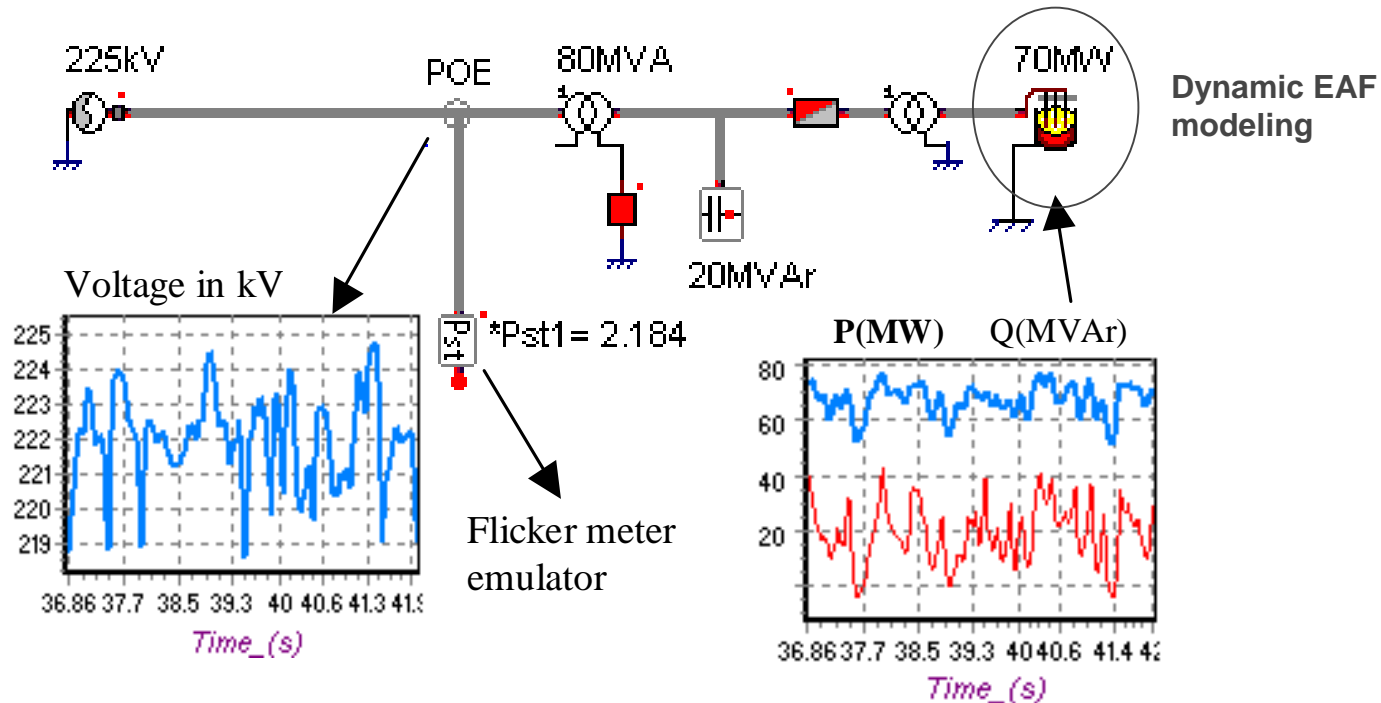 225kV
POE
80MVA
70MW
Dynamic EAF
modeling
20MVAr
Voltage in kV
*Pst1= 2.184
Pst
P(MW) Q(MVAr)
225
224
223
222
221
220
219
36.86 37.7 38.5 39.3 40 40.6 41.3
Time_(s)
Flicker meter
emulator
80
60
40
20
36.86 37.7 38.5 39.3 40 40.6 41.4
Time_(s)